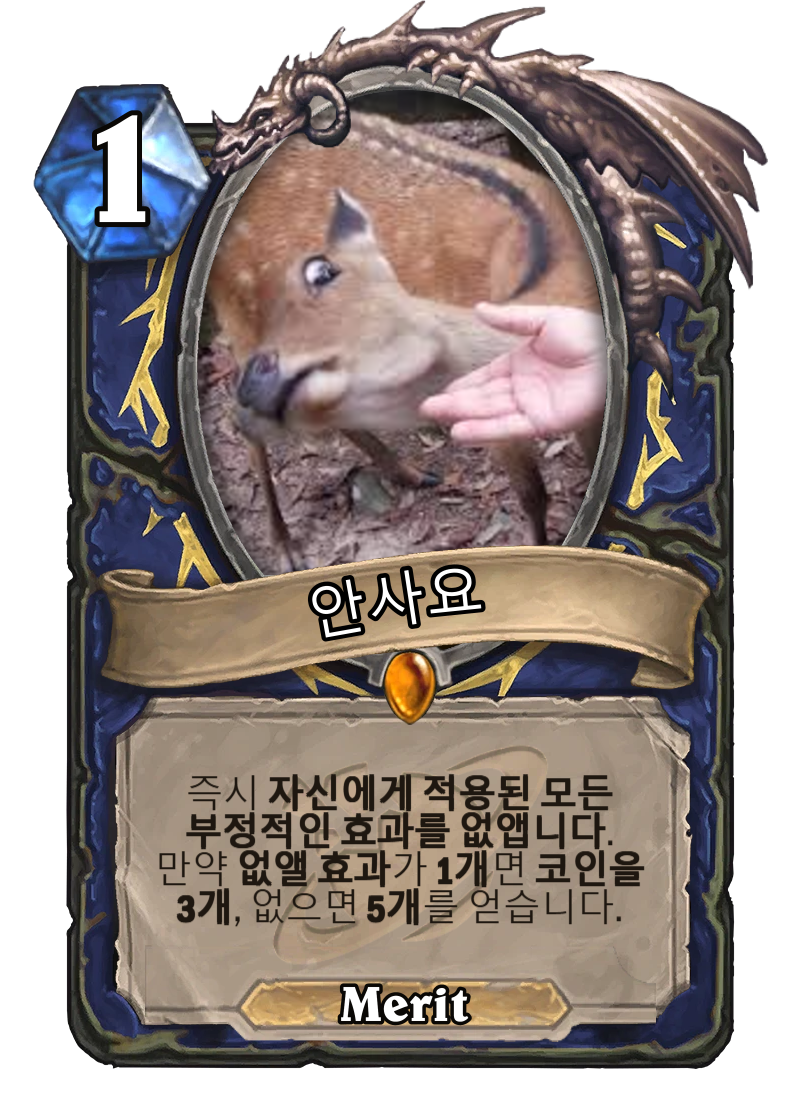 1
안사요
즉시 자신에게 적용된 모든
부정적인 효과를 없앱니다.
만약 없앨 효과가 1개면 코인을
3개, 없으면 5개를 얻습니다.
Merit